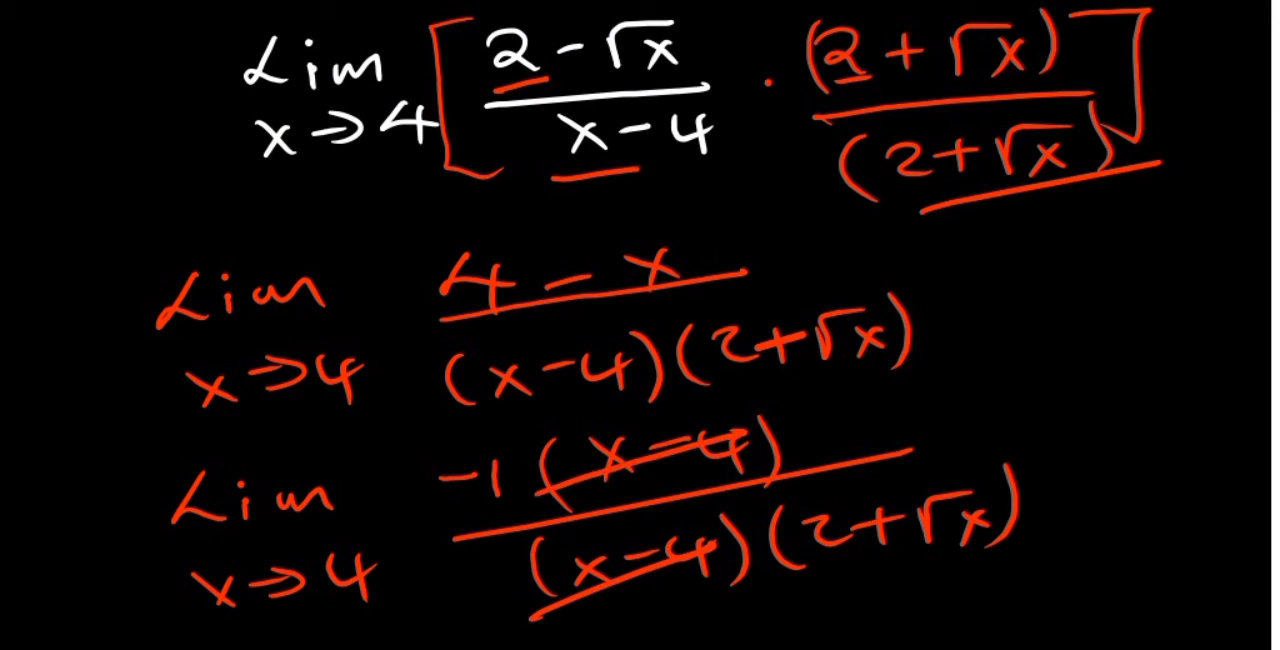 Lim x→4 [ (2 - √x)/(x - 4) · (2 + √x)/(2 + √x) ]
Lim x→4 (4 - x)/((x - 4)(2 + √x))
Lim x→4 (-1(x - 4))/((x - 4)(2 + √x))